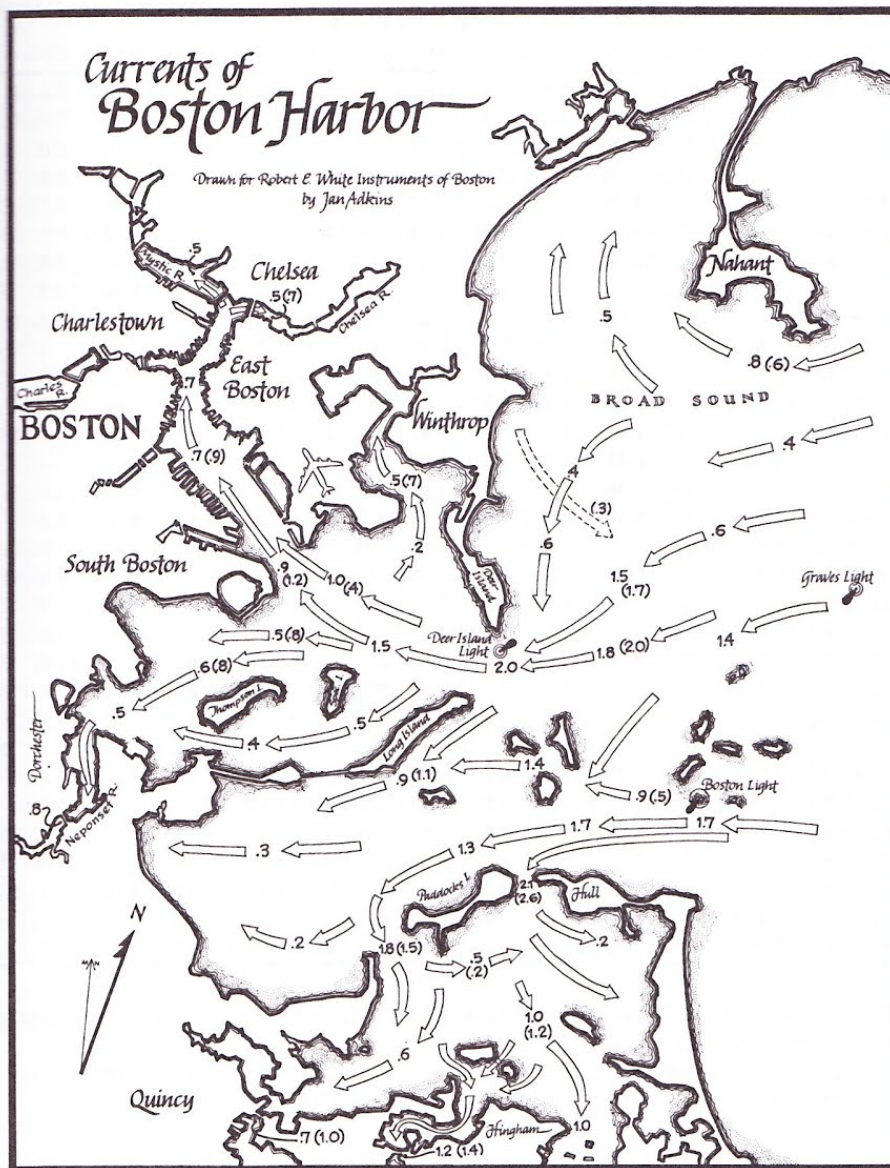 Currents of
Boston Harbor
Drawn for Robert E. White Instruments of Boston
by Jan Adkins
.5
Mystic R.
Chelsea
.5(.7)
Chelsea R.
Nahant
.5
Charlestown
.8 (.6)
East
Boston
.7
Charles
R.
BROAD SOUND
BOSTON
Winthrop
.7 (.9)
.4
.4
.5(.7)
(.3)
.6
.6
.2
South Boston
.9
(1.2)
1.0(.4)
Deer
Island
1.5
(1.7)
Graves Light
.5(.8)
1.5
Deer Island
Light
2.0
1.8 (2.0)
1.4
.6(.8)
Thompson I.
.5
.5
Long Island
.4
Dorchester
1.4
.9 (1.1)
.9 (.5)
Boston Light
.8
Neponset R.
1.7
1.7
1.3
.3
Paddocks I.
2.1
(2.6)
Hull
N
"M"
.2
1.8 (1.5)
.5
(.2)
.2
1.0
(1.2)
.6
Quincy
.7 (1.0)
1.2 (1.4)
Hingham
1.0